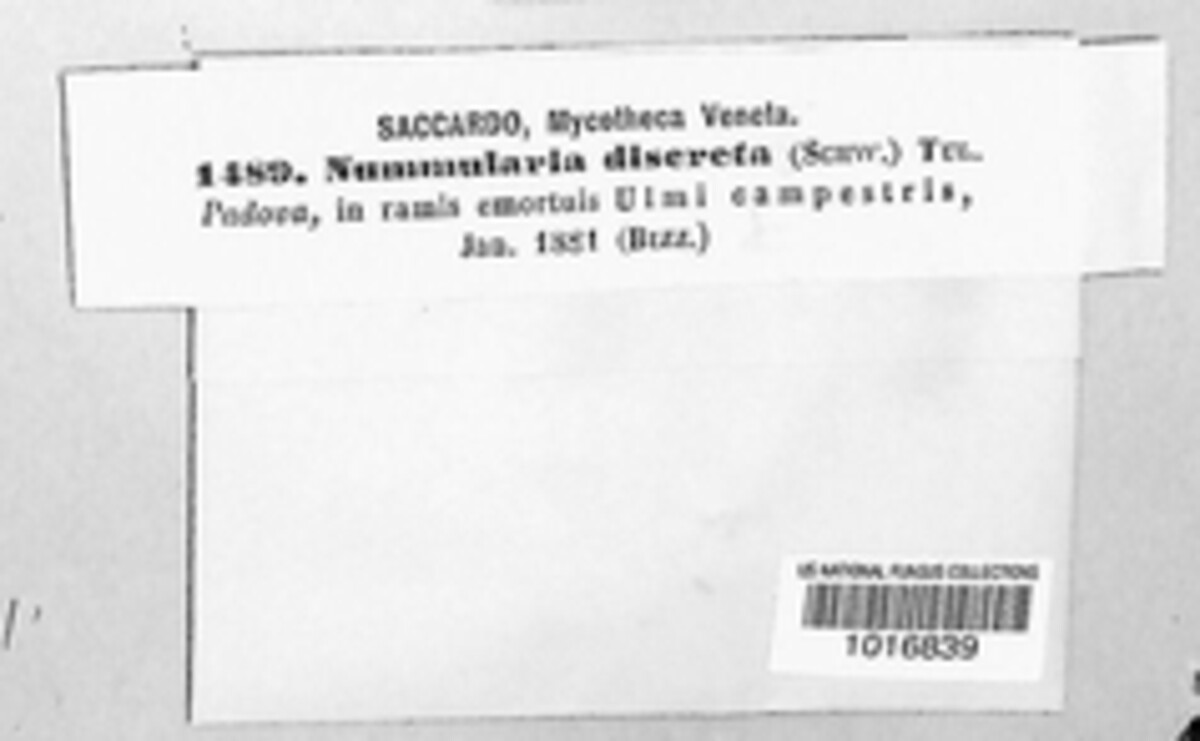 SACCARDO, Mycotheca Veneta.
1489. Nummularia discreta (Schw.) Tul.
Padova, in ramis emortuis Ulmi campestris,
Jan. 1881 (Bizz.)
US NATIONAL FUNGUS COLLECTIONS
1016839